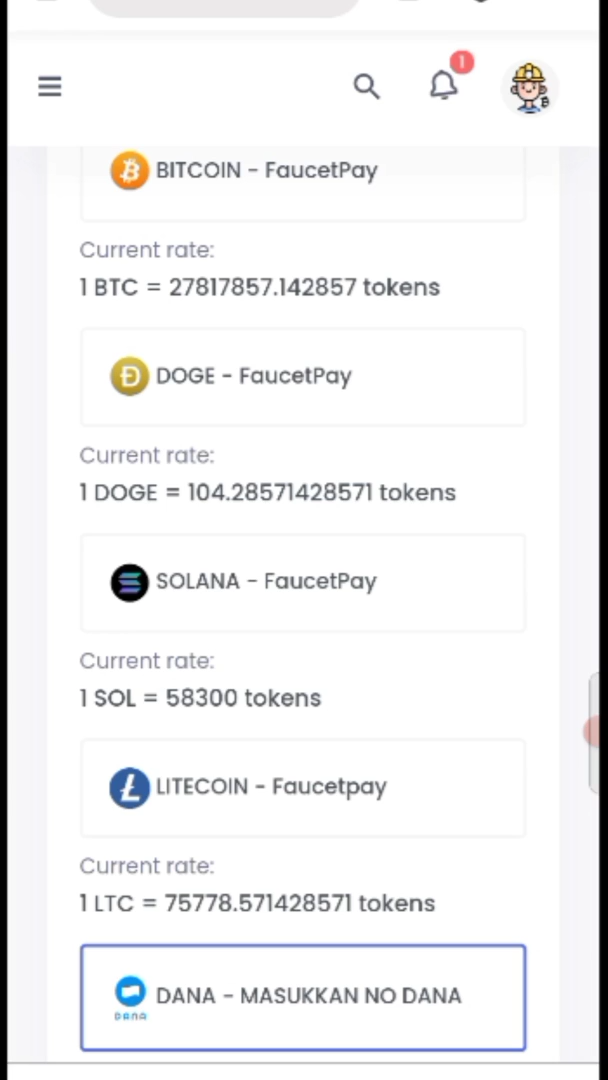 1
BITCOIN - FaucetPay
Current rate:
1 BTC = 27817857.142857 tokens
DOGE - FaucetPay
Current rate:
1 DOGE = 104.28571428571 tokens
SOLANA - FaucetPay
Current rate:
1 SOL = 58300 tokens
LITECOIN - Faucetpay
Current rate:
1 LTC = 75778.571428571 tokens
DANA - MASUKKAN NO DANA
DANA